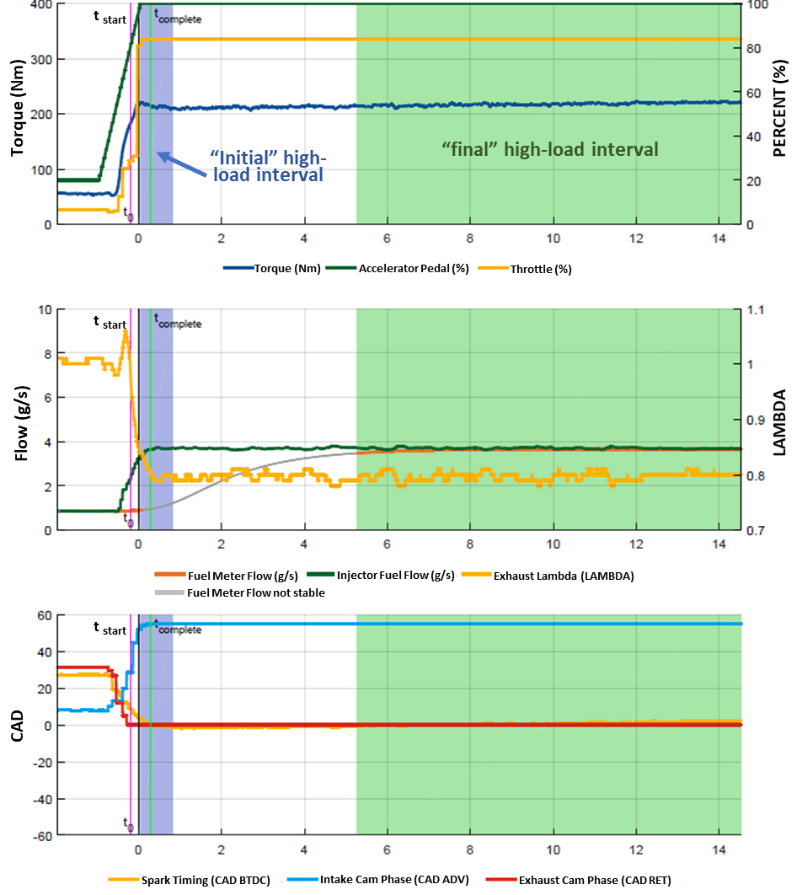 400
300
200
100
0
Torque (Nm)
100
80
60
40
20
0
PERCENT (%)
t start
t complete
"Initial" high-
load interval
"final" high-load interval
t 0
0 2 4 6 8 10 12 14
Torque (Nm) Accelerator Pedal (%) Throttle (%)
10
8
6
4
2
0
Flow (g/s)
1.1
1
0.9
0.8
0.7
LAMBDA
t start
t complete
t 0
0 2 4 6 8 10 12 14
Fuel Meter Flow (g/s) Injector Fuel Flow (g/s) Exhaust Lambda (LAMBDA)
Fuel Meter Flow not stable
60
40
20
0
-20
-40
-60
CAD
t start
t complete
t 0
0 2 4 6 8 10 12 14
Spark Timing (CAD BTDC) Intake Cam Phase (CAD ADV) Exhaust Cam Phase (CAD RET)